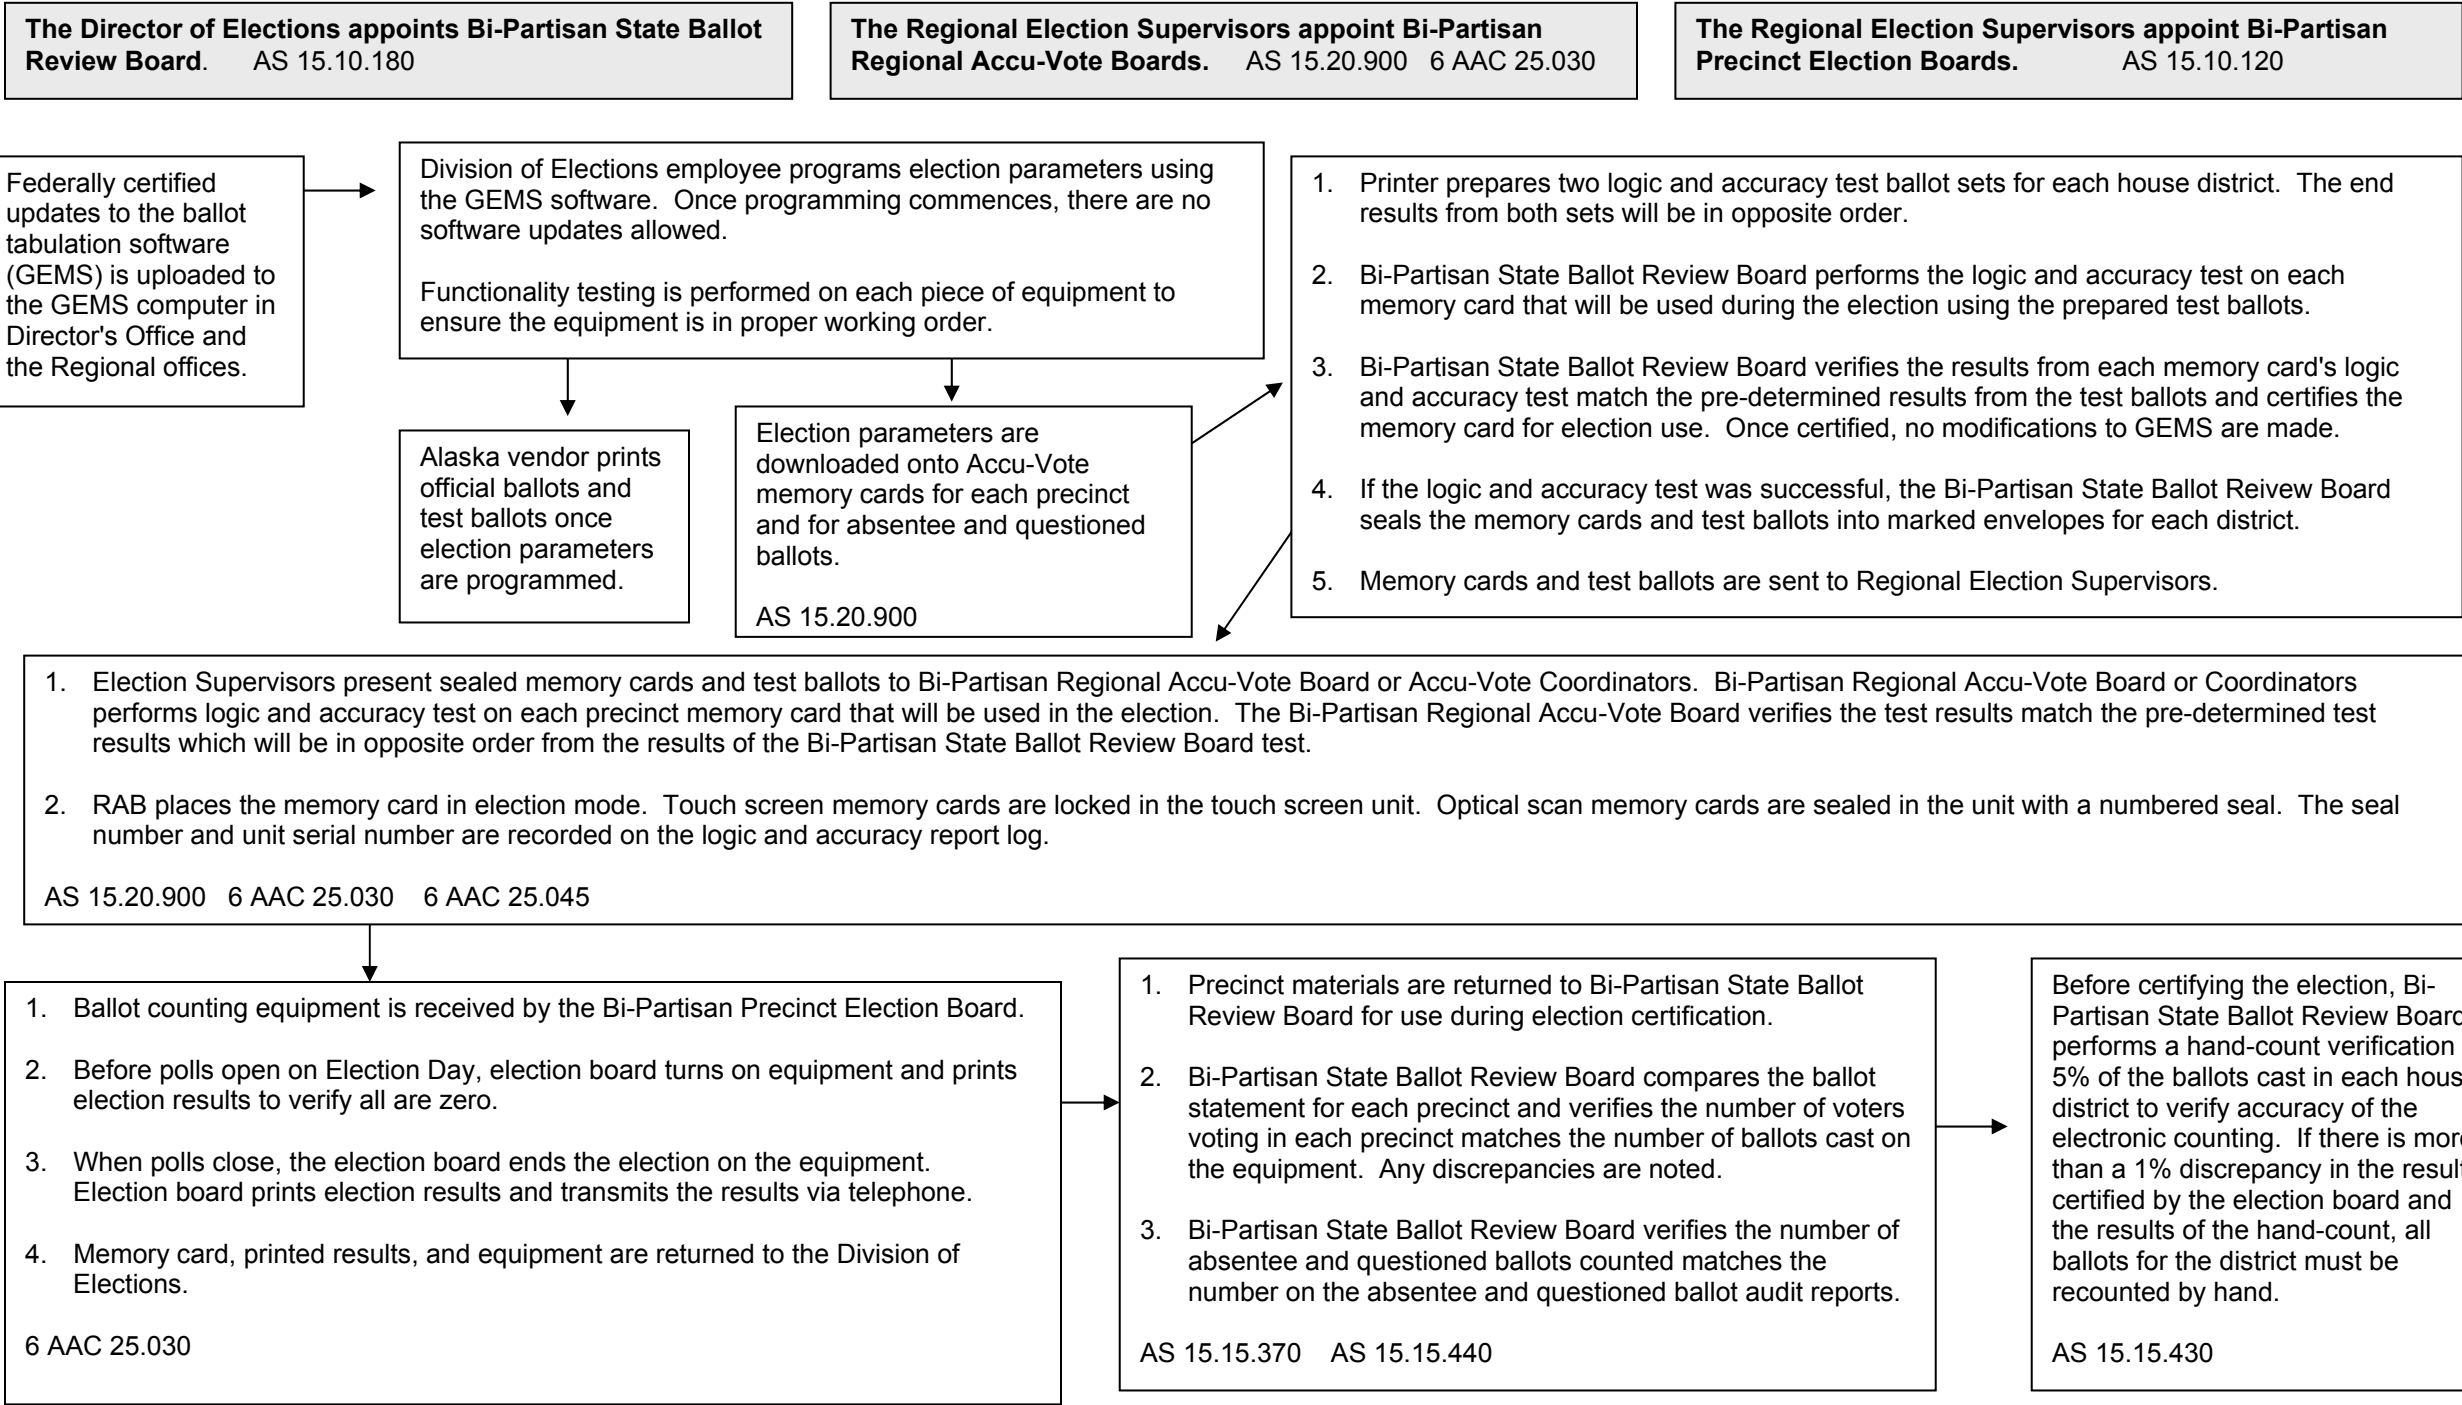 The Director of Elections appoints Bi-Partisan State Ballot
Review Board. AS 15.10.180
The Regional Election Supervisors appoint Bi-Partisan
Regional Accu-Vote Boards. AS 15.20.900 6 AAC 25.030
The Regional Election Supervisors appoint Bi-Partisan
Precinct Election Boards. AS 15.10.120
Federally certified
updates to the ballot
tabulation software
(GEMS) is uploaded to
the GEMS computer in
Director's Office and
the Regional offices.
Division of Elections employee programs election parameters using
the GEMS software. Once programming commences, there are no
software updates allowed.
Functionality testing is performed on each piece of equipment to
ensure the equipment is in proper working order.
Alaska vendor prints
official ballots and
test ballots once
election parameters
are programmed.
Election parameters are
downloaded onto Accu-Vote
memory cards for each precinct
and for absentee and questioned
ballots.
AS 15.20.900
1. Printer prepares two logic and accuracy test ballot sets for each house district. The end
results from both sets will be in opposite order.
2. Bi-Partisan State Ballot Review Board performs the logic and accuracy test on each
memory card that will be used during the election using the prepared test ballots.
3. Bi-Partisan State Ballot Review Board verifies the results from each memory card's logic
and accuracy test match the pre-determined results from the test ballots and certifies the
memory card for election use. Once certified, no modifications to GEMS are made.
4. If the logic and accuracy test was successful, the Bi-Partisan State Ballot Reivew Board
seals the memory cards and test ballots into marked envelopes for each district.
5. Memory cards and test ballots are sent to Regional Election Supervisors.
1. Election Supervisors present sealed memory cards and test ballots to Bi-Partisan Regional Accu-Vote Board or Accu-Vote Coordinators. Bi-Partisan Regional Accu-Vote Board or Coordinators
performs logic and accuracy test on each precinct memory card that will be used in the election. The Bi-Partisan Regional Accu-Vote Board verifies the test results match the pre-determined test
results which will be in opposite order from the results of the Bi-Partisan State Ballot Review Board test.
2. RAB places the memory card in election mode. Touch screen memory cards are locked in the touch screen unit. Optical scan memory cards are sealed in the unit with a numbered seal. The seal
number and unit serial number are recorded on the logic and accuracy report log.
AS 15.20.900 6 AAC 25.030 6 AAC 25.045
1. Ballot counting equipment is received by the Bi-Partisan Precinct Election Board.
2. Before polls open on Election Day, election board turns on equipment and prints
election results to verify all are zero.
3. When polls close, the election board ends the election on the equipment.
Election board prints election results and transmits the results via telephone.
4. Memory card, printed results, and equipment are returned to the Division of
Elections.
6 AAC 25.030
1. Precinct materials are returned to Bi-Partisan State Ballot
Review Board for use during election certification.
2. Bi-Partisan State Ballot Review Board compares the ballot
statement for each precinct and verifies the number of voters
voting in each precinct matches the number of ballots cast on
the equipment. Any discrepancies are noted.
3. Bi-Partisan State Ballot Review Board verifies the number of
absentee and questioned ballots counted matches the
number on the absentee and questioned ballot audit reports.
AS 15.15.370 AS 15.15.440
Before certifying the election, Bi-
Partisan State Ballot Review Board
performs a hand-count verification
5% of the ballots cast in each
district to verify accuracy of the
electronic counting. If there is more
than a 1% discrepancy in the
certified by the election board and
the results of the hand-count, all
ballots for the district must be
recounted by hand.
AS 15.15.430